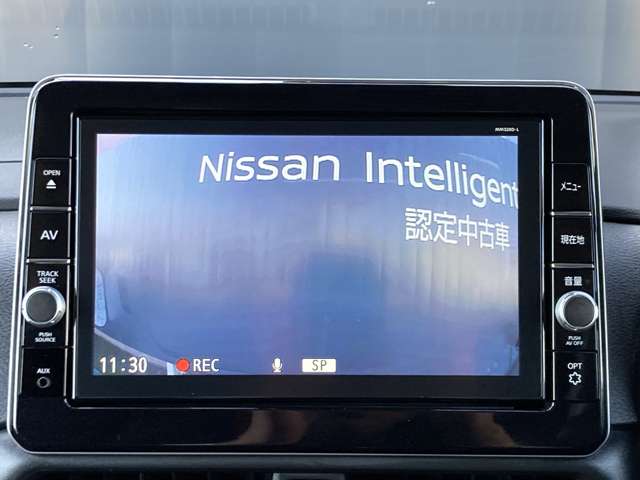 MM320D-L
OPEN
AV
TRACK
SEEK
PUSH
SOURCE
AUX
Nissan Intelligent
認定中古車
11:30 REC SP
メニュー
現在地
音量
PUSH
AV OFF
OPT